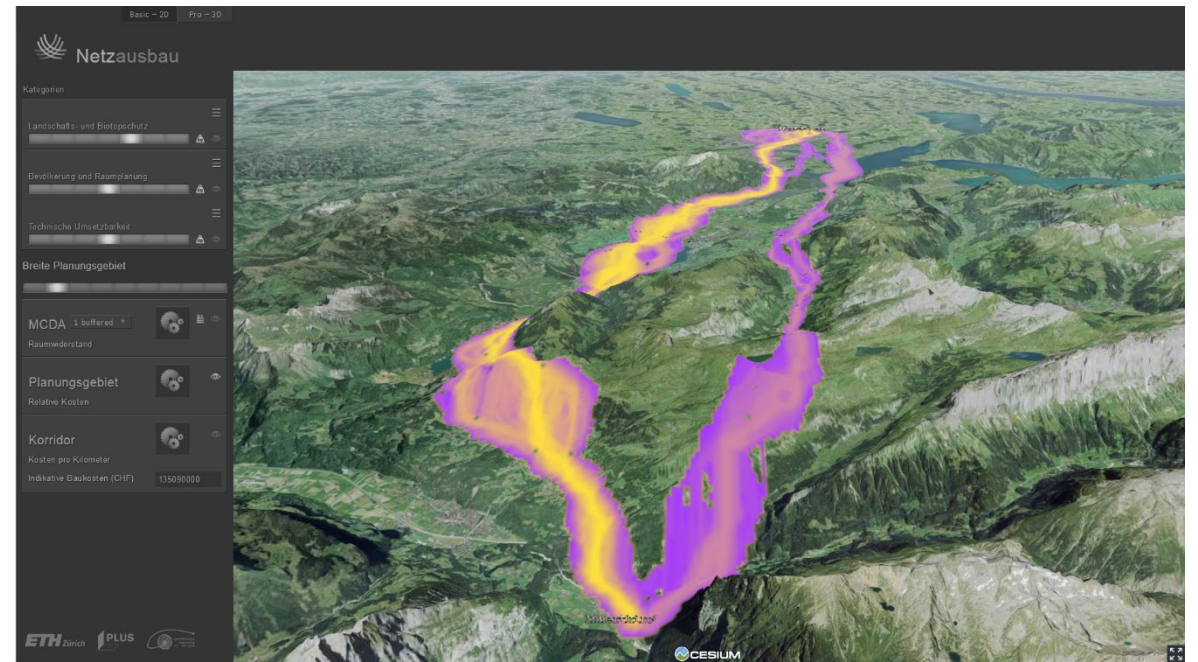 Basic – 2D Pro – 3D
Netzausbau
Kategorien
Landschafts- und Biotopschutz
Bevölkerung und Raumplanung
Technische Umsetzbarkeit
Breite Planungsgebiet
MCDA 1 buffered
Raumwiderstand
Planungsgebiet
Relative Kosten
Korridor
Kosten pro Kilometer
Indikative Baukosten (CHF) 135090000
ETH Zürich PLUS
CESIUM